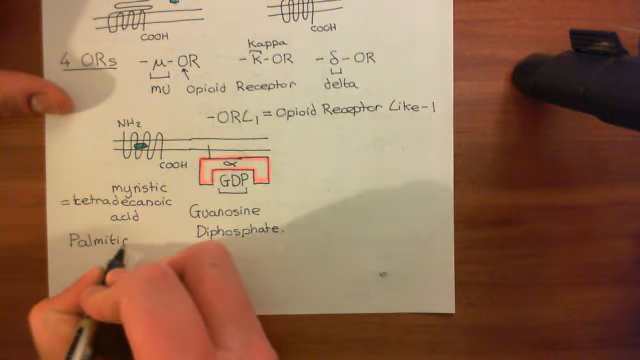 COOH
COOH
4 ORs
-μ-OR
Kappa
-κ-OR
-δ-OR
mu
Opioid Receptor
delta
-ORL1 = Opioid Receptor Like-1
NH2
COOH
α
GDP
myristic
= tetradecanoic
acid
Guanosine
Diphosphate.
Palmitic